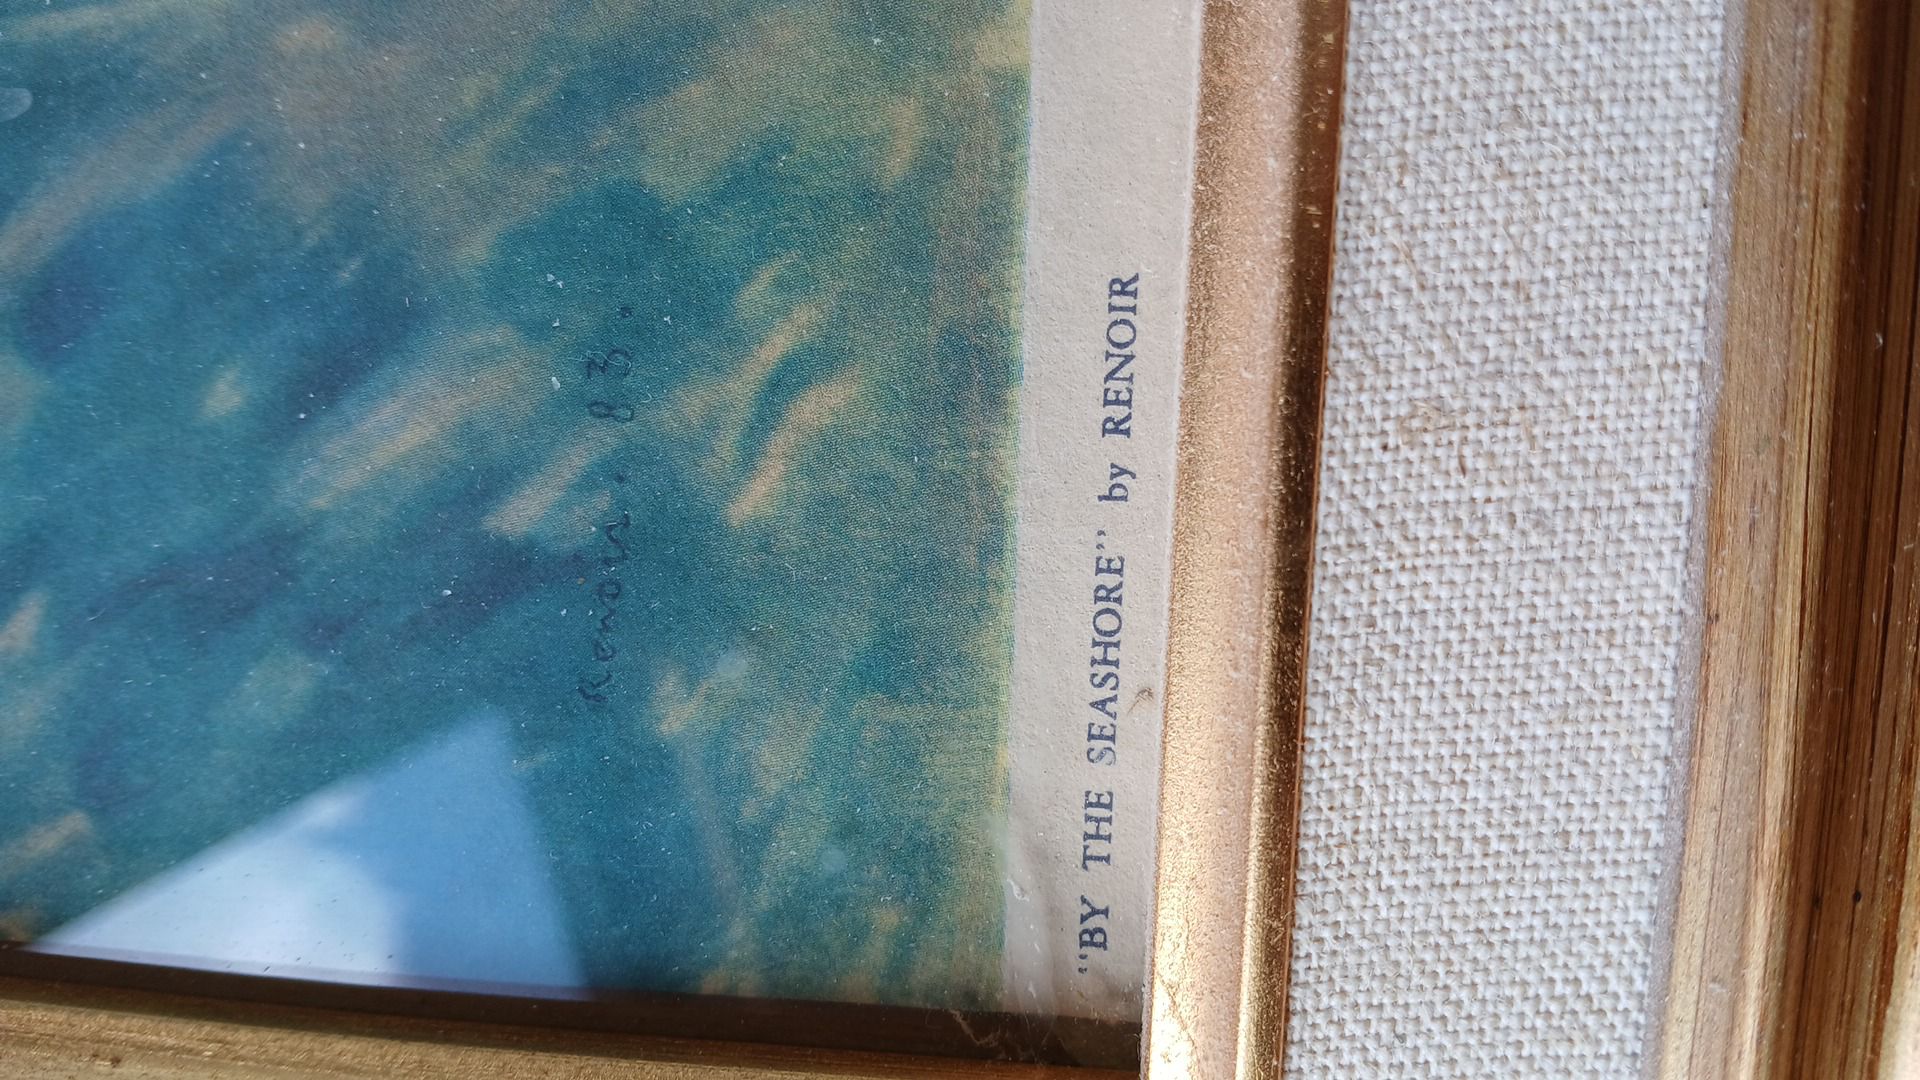 Renoir. 83.
"BY THE SEASHORE" by RENOIR